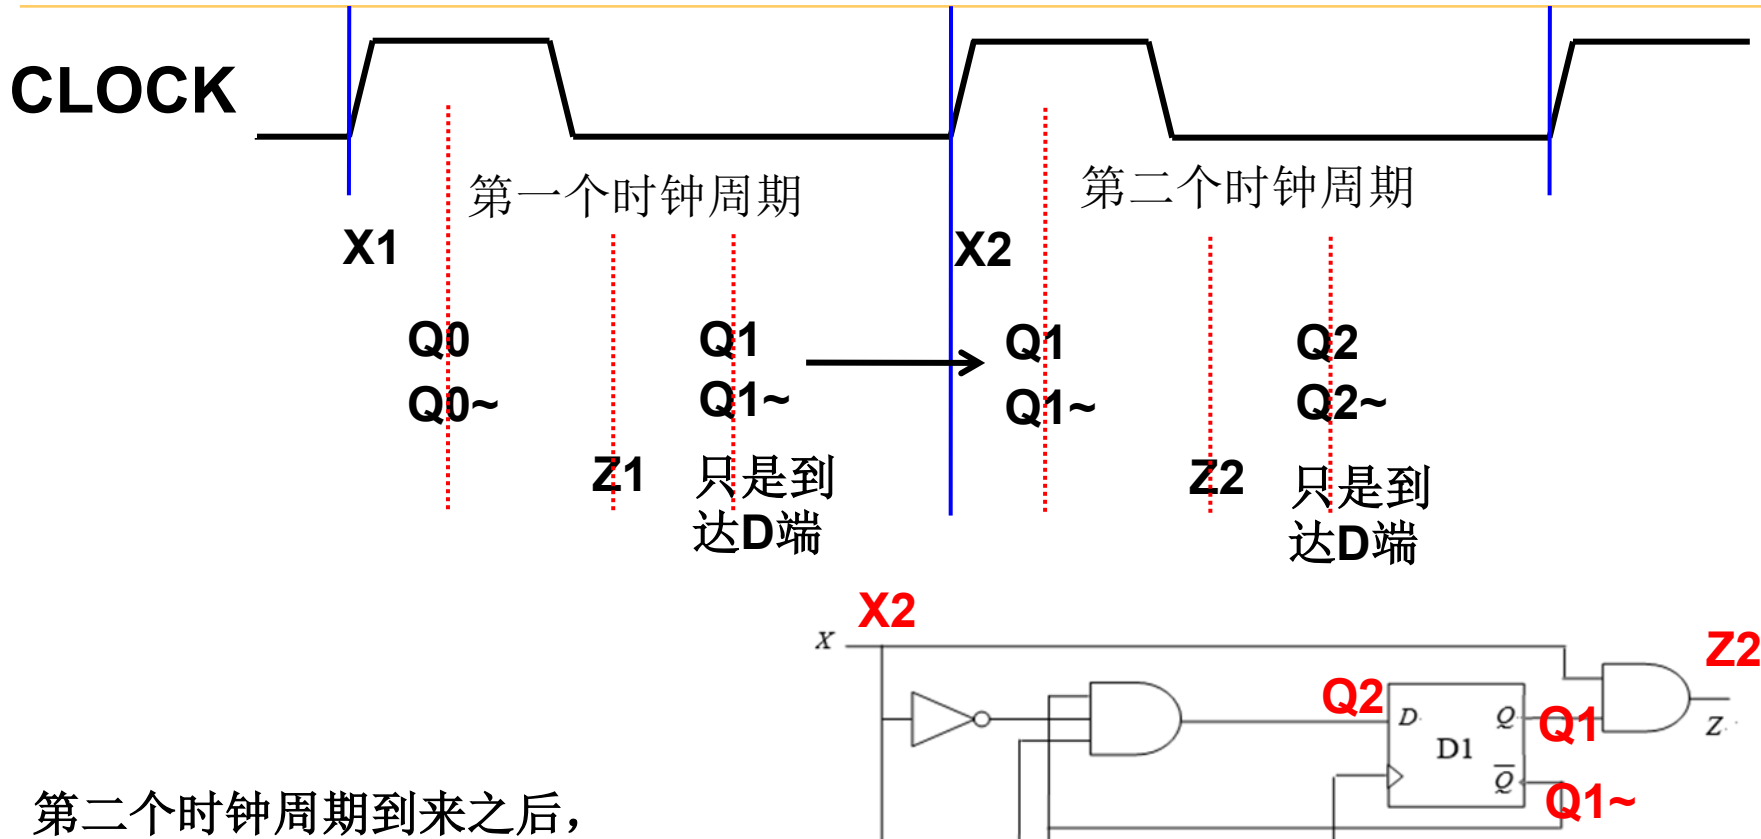 CLOCK
第一个时钟周期
第二个时钟周期
X1
X2
Q0
Q1
Q1
Q2
Q0~
Q1~
Q1~
Q2~
Z1
只是到
达D端
Z2
只是到
达D端
X2
X
Z2
Q2
D
Q
Q1
Z
D1
Q̅
Q1~
第二个时钟周期到来之后，